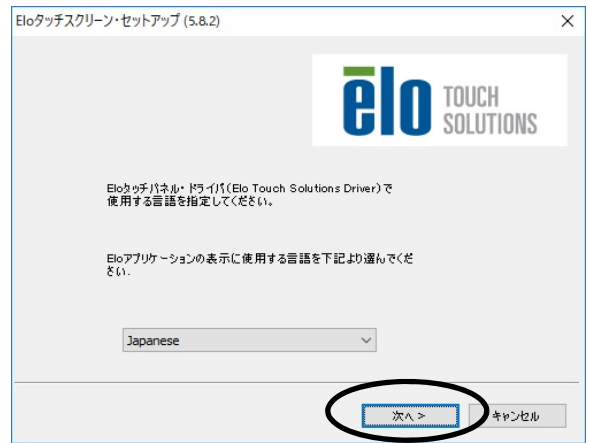 Eloタッチスクリーン・セットアップ (5.8.2)
elo TOUCH
SOLUTIONS
Eloタッチパネル・ドライバ(Elo Touch Solutions Driver)で
使用する言語を指定してください。
Eloアプリケーションの表示に使用する言語を下記より選んでくだ
さい.
Japanese
次へ >
キャンセル